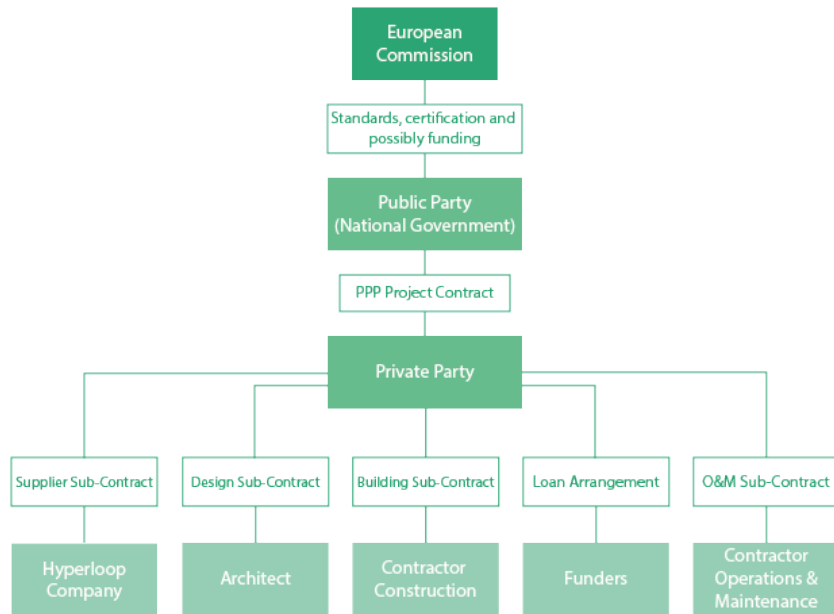 European
Commission
Standards, certification and
possibly funding
Public Party
(National Government)
PPP Project Contract
Private Party
Supplier Sub-Contract
Design Sub-Contract
Building Sub-Contract
Loan Arrangement
O&M Sub-Contract
Hyperloop
Company
Architect
Contractor
Construction
Funders
Contractor
Operations &
Maintenance